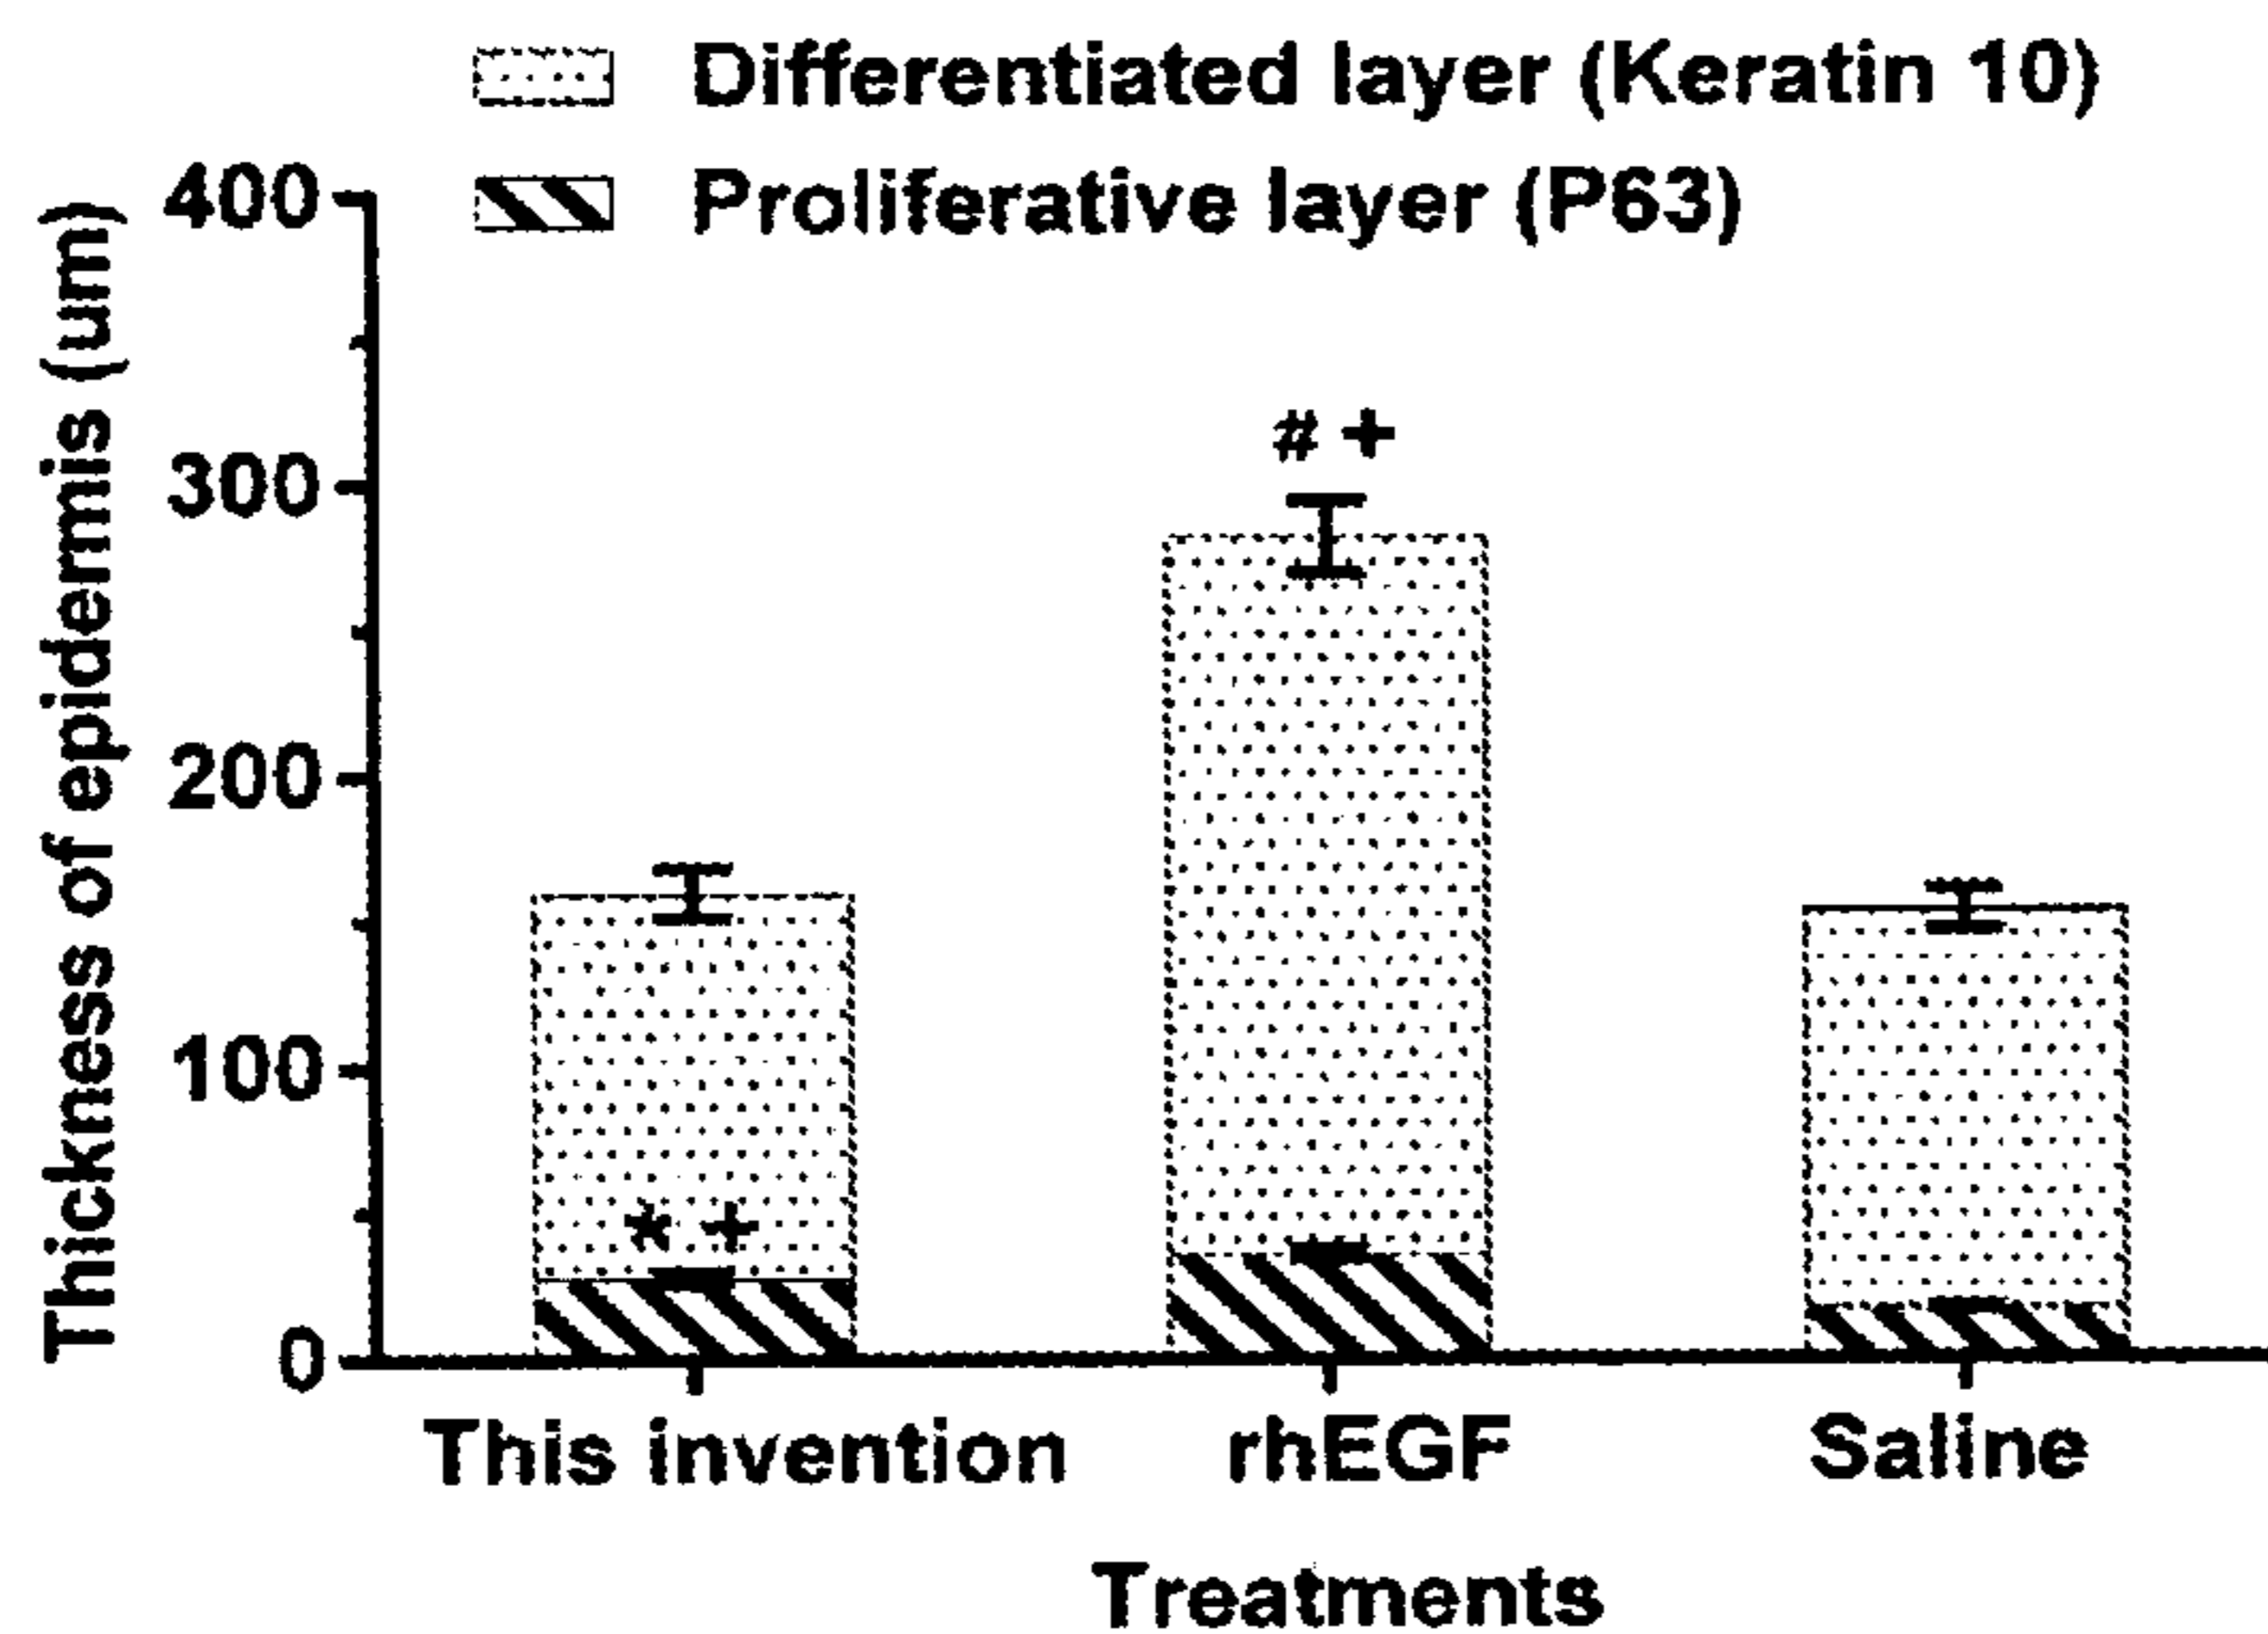 Differentiated layer (Keratin 10)
Proliferative layer (P63)
Thickness of epidermis (um)
400
300
200
100
0
# +
* +
This invention
rhEGF
Saline
Treatments